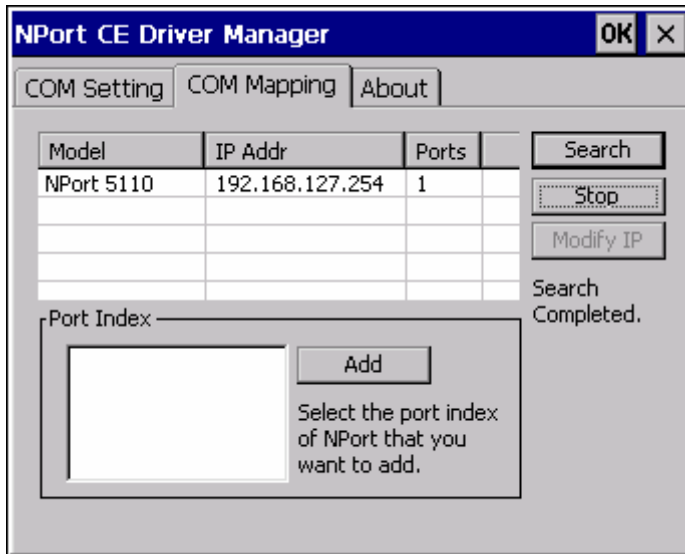 NPort CE Driver Manager OK ×
COM Setting COM Mapping About
Model IP Addr Ports
NPort 5110 192.168.127.254 1
Search
Stop
Modify IP
Search
Completed.
Port Index
Add
Select the port index
of NPort that you
want to add.